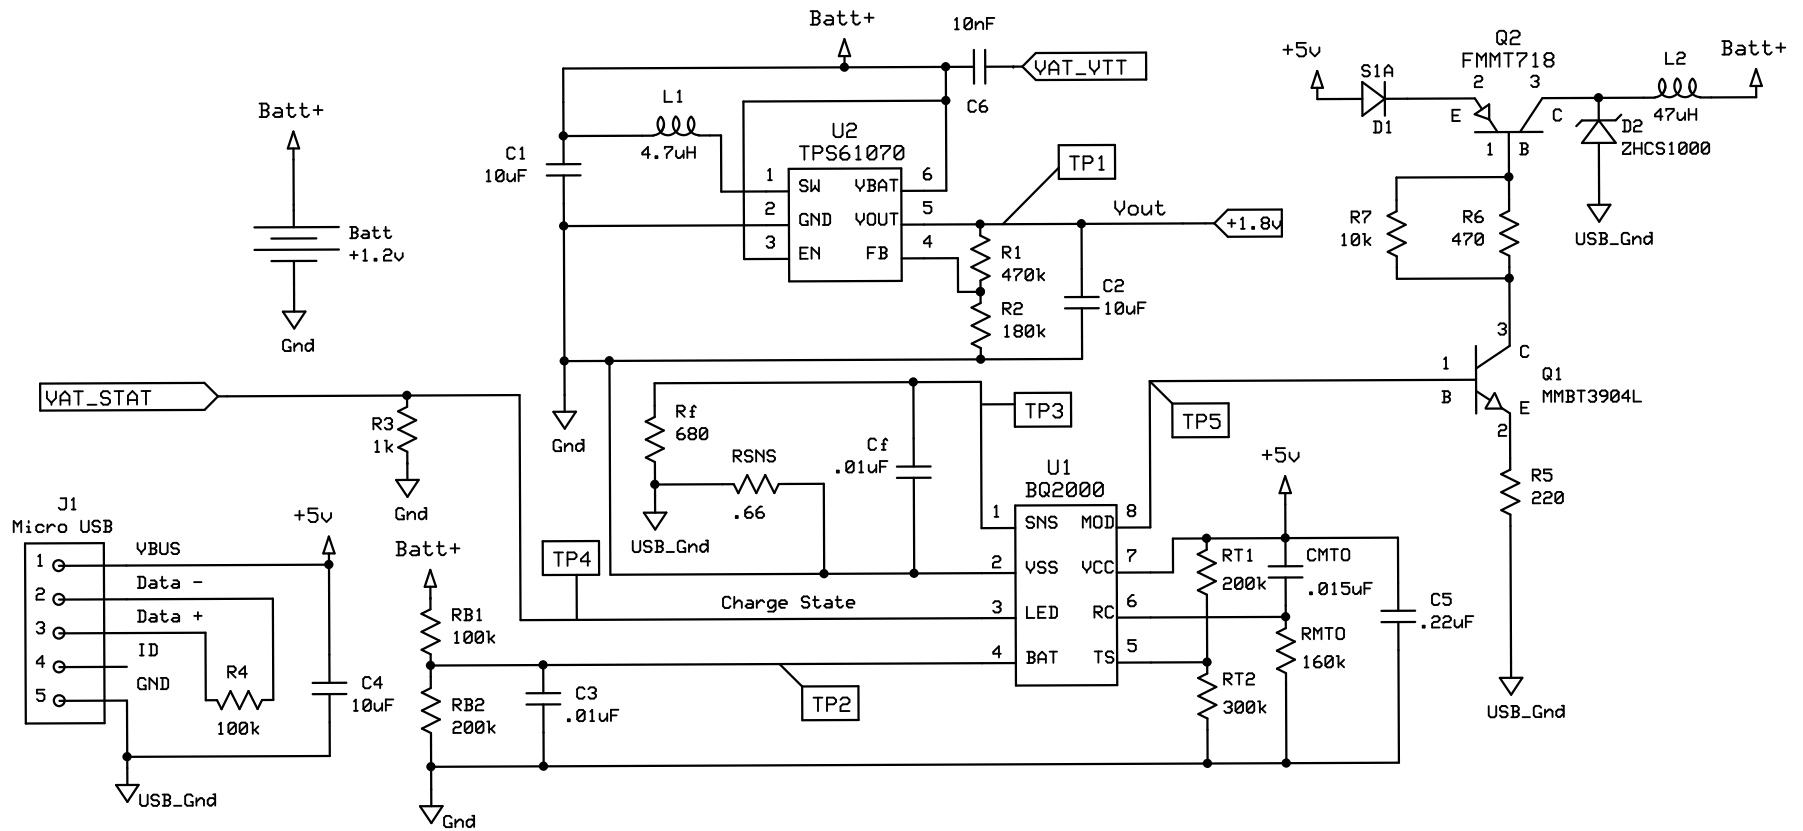 Batt+
10nF
VAT_VTT
C6
L1
4.7uH
C1
10uF
U2
TPS61070
1
SW
VBAT
6
2
GND
VOUT
5
3
EN
FB
4
TP1
Vout
+1.8v
R1
470k
R2
180k
C2
10uF
Gnd
Batt+
Batt
+1.2v
Gnd
+5v
S1A
D1
Q2
FMMT718
2
3
E
C
1
B
L2
47uH
Batt+
D2
ZHCS1000
USB_Gnd
R7
10k
R6
470
3
C
1
B
Q1
MMBT3904L
E
2
R5
220
USB_Gnd
VAT_STAT
R3
1k
Gnd
Rf
680
RSNS
.66
USB_Gnd
Cf
.01uF
TP3
TP5
TP4
U1
BQ2000
1
SNS
MOD
8
2
VSS
VCC
7
3
LED
RC
6
4
BAT
TS
5
Charge State
+5v
RT1
200k
CMTO
.015uF
C5
.22uF
RMTO
160k
RT2
300k
J1
Micro USB
1
VBUS
2
Data -
3
Data +
4
ID
5
GND
+5v
R4
100k
C4
10uF
USB_Gnd
Batt+
RB1
100k
RB2
200k
C3
.01uF
TP2
Gnd